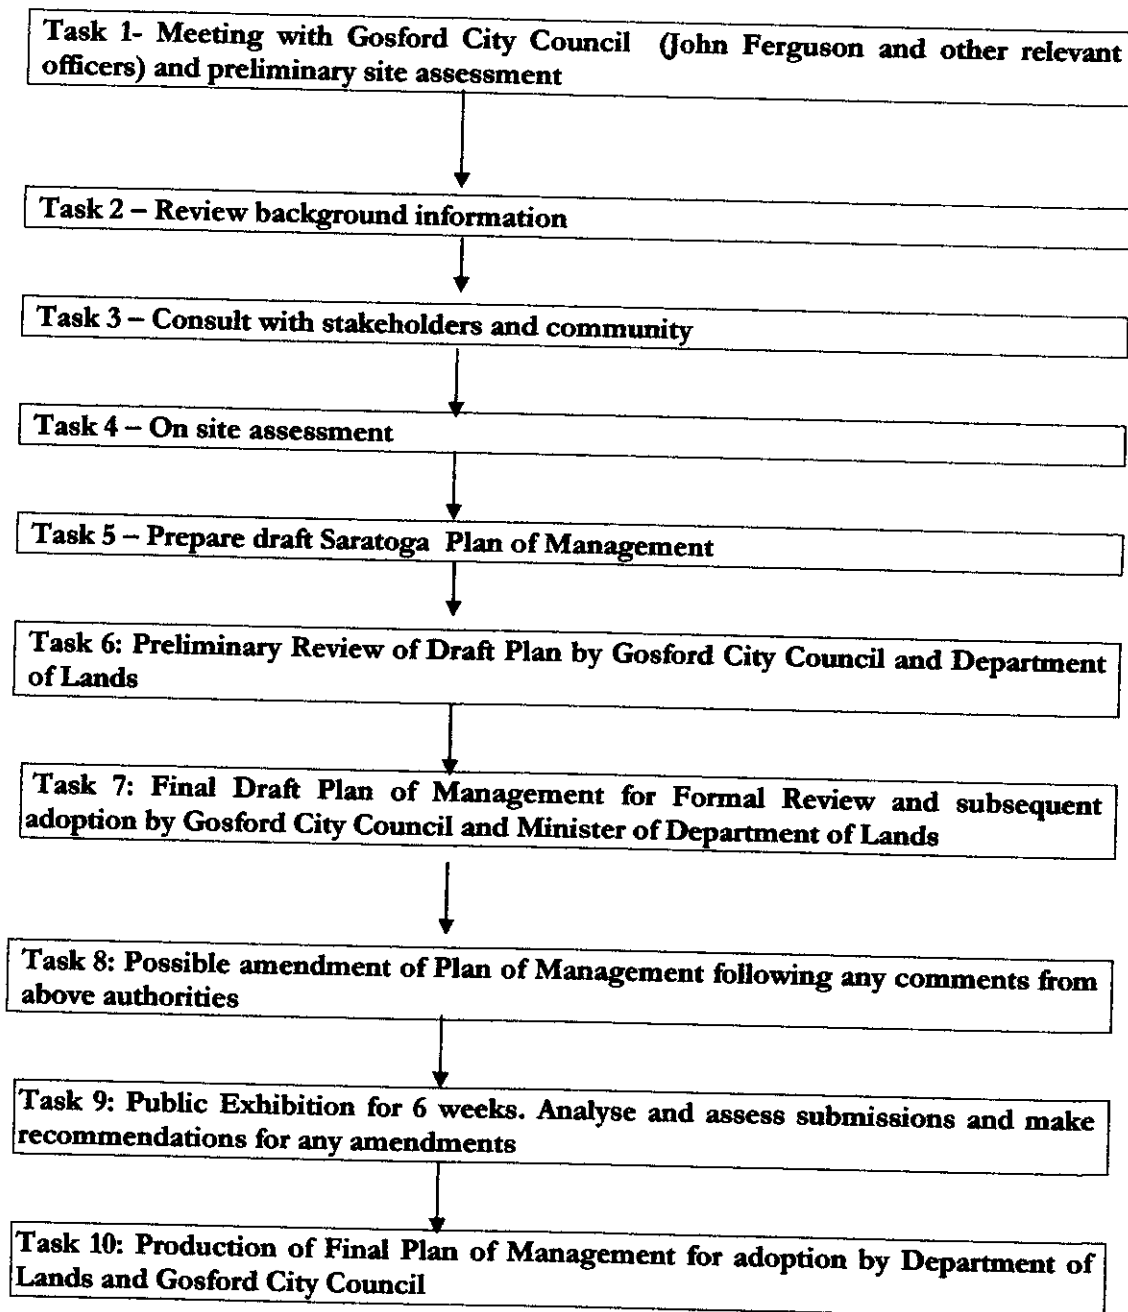 Task 1- Meeting with Gosford City Council (John Ferguson and other relevant
officers) and preliminary site assessment
Task 2 – Review background information
Task 3 – Consult with stakeholders and community
Task 4 – On site assessment
Task 5 – Prepare draft Saratoga Plan of Management
Task 6: Preliminary Review of Draft Plan by Gosford City Council and Department
of Lands
Task 7: Final Draft Plan of Management for Formal Review and subsequent
adoption by Gosford City Council and Minister of Department of Lands
Task 8: Possible amendment of Plan of Management following any comments from
above authorities
Task 9: Public Exhibition for 6 weeks. Analyse and assess submissions and make
recommendations for any amendments
Task 10: Production of Final Plan of Management for adoption by Department of
Lands and Gosford City Council